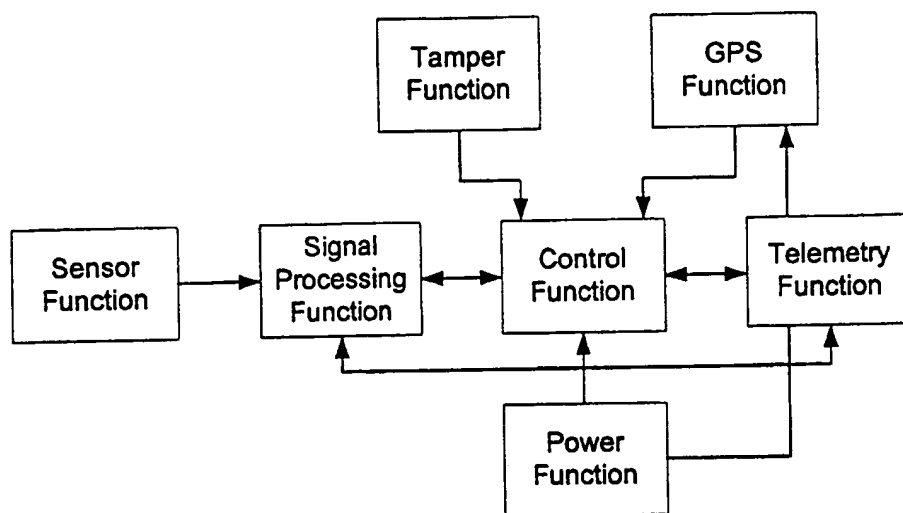 Tamper
Function
GPS
Function
Sensor
Function
Signal
Processing
Function
Control
Function
Telemetry
Function
Power
Function